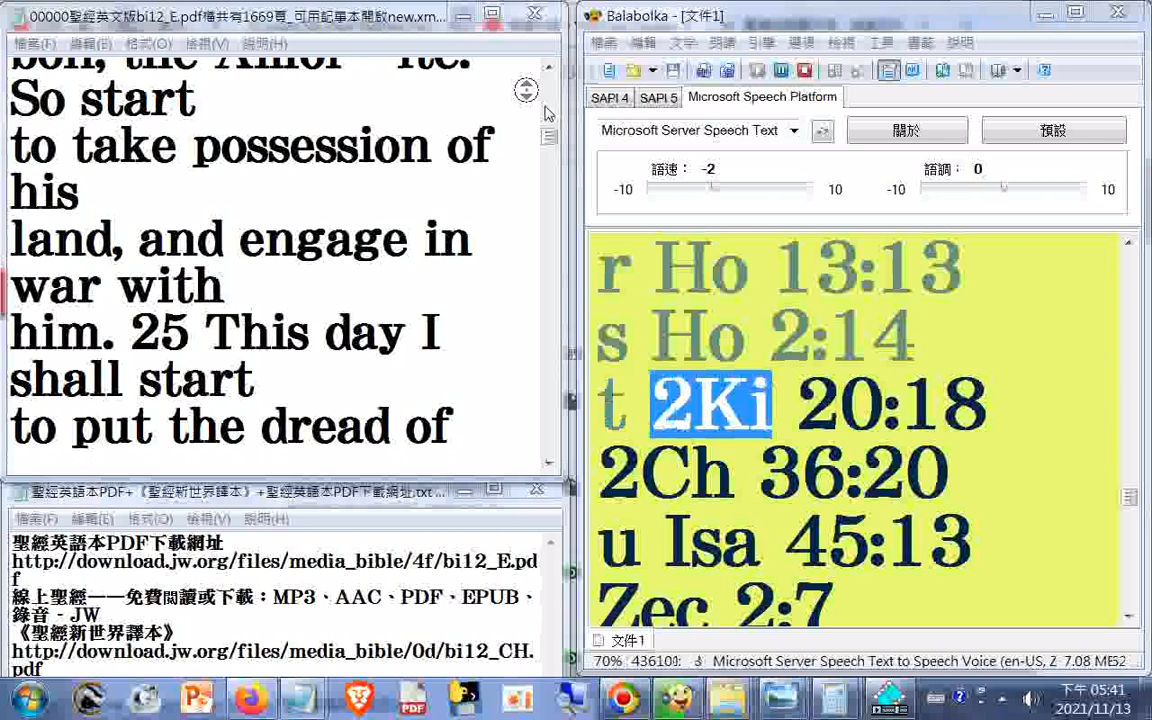 00000聖經英文版bi12_E.pdf檔共有1669頁_可用記事本開啟new.xm...
檔案(F) 編輯(E) 格式(O) 檢視(V) 說明(H)
bon, the Amor
ite.
So start
to take possession of
his
land, and engage in
war with
him. 25 This day I
shall start
to put the dread of
聖經英語本PDF+《聖經新世界譯本》+聖經英語本PDF下載網址.txt ...
檔案(F) 編輯(E) 格式(O) 檢視(V) 說明(H)
聖經英語本PDF下載網址
http://download.jw.org/files/media_bible/4f/bi12_E.pd
f
線上聖經——免費閱讀或下載：MP3、AAC、PDF、EPUB、
錄音 - JW
《聖經新世界譯本》
http://download.jw.org/files/media_bible/0d/bi12_CH.
pdf
Balabolka - [文件1]
檔案 編輯 文字 朗讀 引擎 選項 檢視 工具 書籤 說明
SAPI 4 SAPI 5 Microsoft Speech Platform
Microsoft Server Speech Text 關於 預設
語速： -2 語調： 0
-10 10 -10 10
r Ho 13:13
s Ho 2:14
t 2Ki 20:18
2Ch 36:20
u Isa 45:13
Zec 2:7
文件1
70% Microsoft Server Speech Text to Speech Voice (en-US, Z 7.08 ME
PDF
下午 05:41
2021/11/13